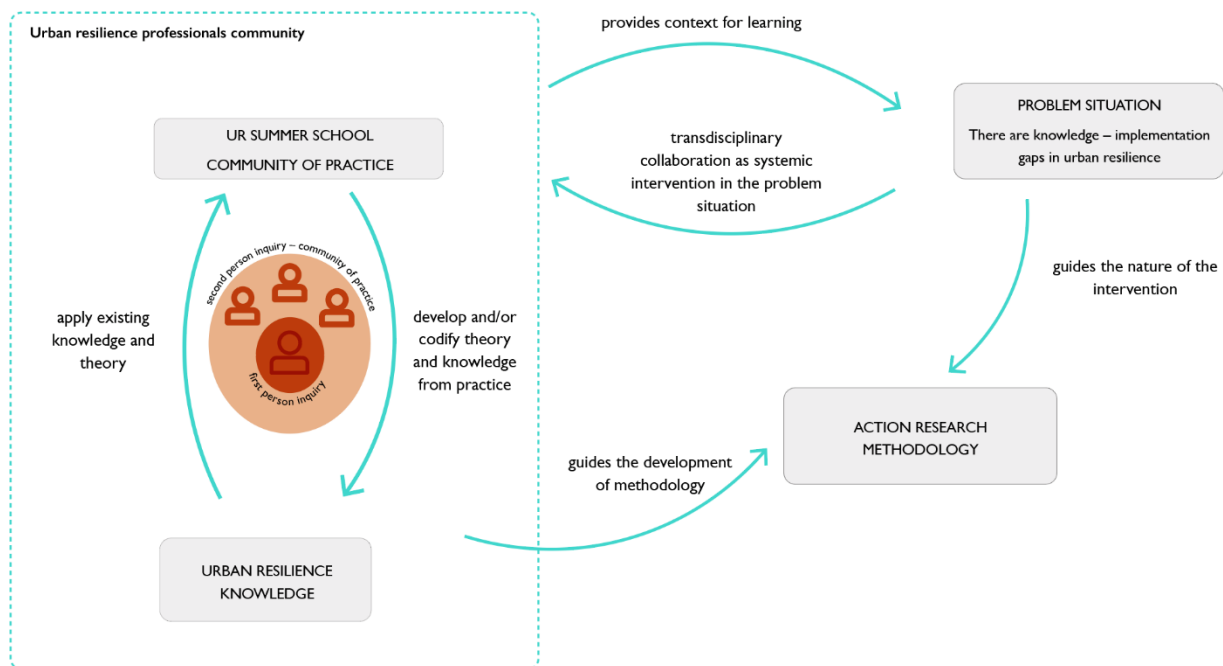 Urban resilience professionals community
provides context for learning
UR SUMMER SCHOOL
COMMUNITY OF PRACTICE
transdisciplinary
collaboration as systemic
intervention in the problem
situation
PROBLEM SITUATION
There are knowledge – implementation
gaps in urban resilience
second person inquiry – community of practice
first person inquiry
apply existing
knowledge and
theory
develop and/or
codify theory
and knowledge
from practice
guides the nature of the
intervention
ACTION RESEARCH
METHODOLOGY
guides the development
of methodology
URBAN RESILIENCE
KNOWLEDGE